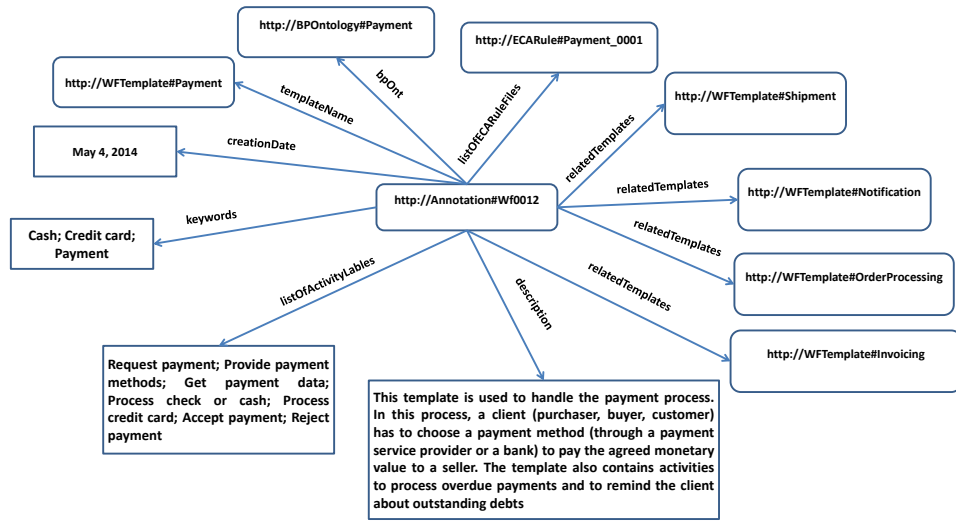 http://BPOntology#Payment
http://ECARule#Payment_0001
http://WFTemplate#Payment
http://WFTemplate#Shipment
bpOnt
templateName
listOfECARuleFiles
relatedTemplates
May 4, 2014
creationDate
http://Annotation#Wf0012
relatedTemplates
http://WFTemplate#Notification
keywords
relatedTemplates
Cash; Credit card;
Payment
http://WFTemplate#OrderProcessing
listOfActivityLables
description
relatedTemplates
http://WFTemplate#Invoicing
Request payment; Provide payment
methods; Get payment data;
Process check or cash; Process
credit card; Accept payment; Reject
payment
This template is used to handle the payment process.
In this process, a client (purchaser, buyer, customer)
has to choose a payment method (through a payment
service provider or a bank) to pay the agreed monetary
value to a seller. The template also contains activities
to process overdue payments and to remind the client
about outstanding debts